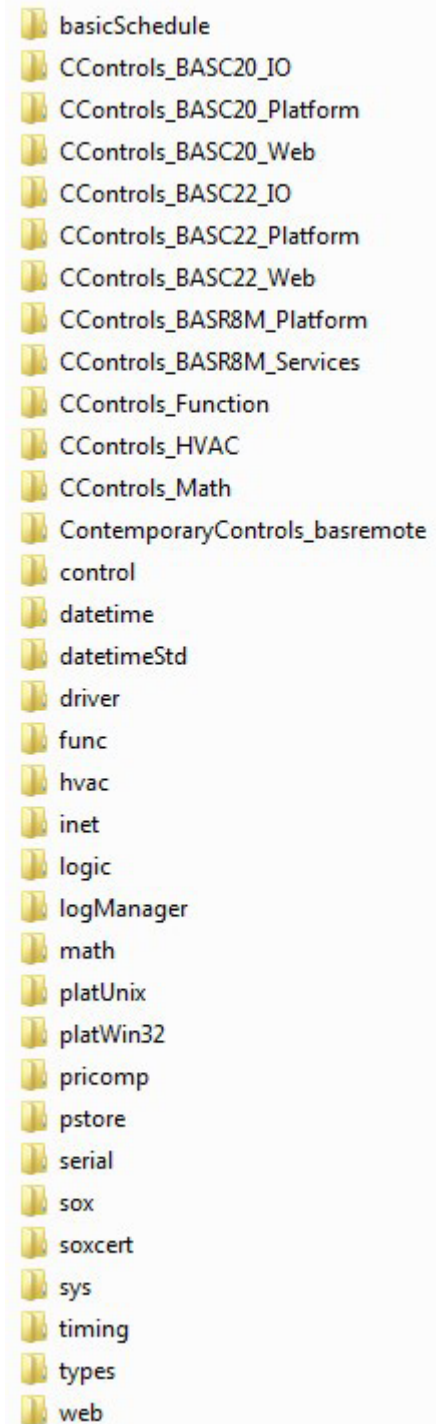 basicSchedule
CControls_BASC20_IO
CControls_BASC20_Platform
CControls_BASC20_Web
CControls_BASC22_IO
CControls_BASC22_Platform
CControls_BASC22_Web
CControls_BASR8M_Platform
CControls_BASR8M_Services
CControls_Function
CControls_HVAC
CControls_Math
ContemporaryControls_basremote
control
datetime
datetimeStd
driver
func
hvac
inet
logic
logManager
math
platUnix
platWin32
pricomp
pstore
serial
sox
soxcert
sys
timing
types
web